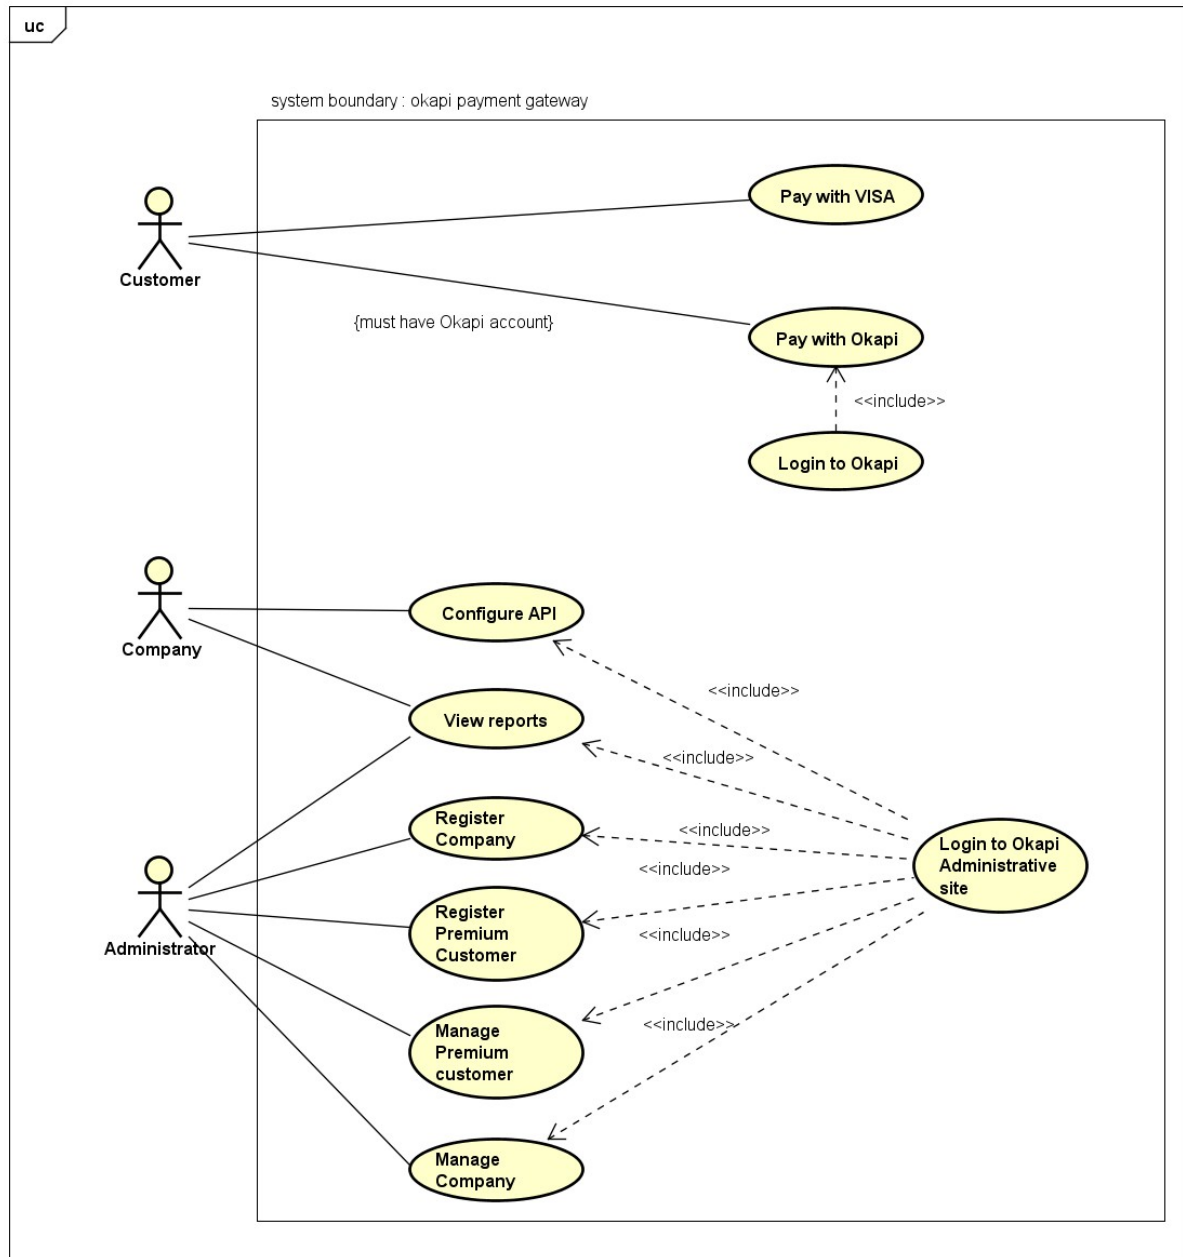 uc
system boundary : okapi payment gateway
Pay with VISA
Customer
{must have Okapi account}
Pay with Okapi
<<include>>
Login to Okapi
Configure API
Company
<<include>>
View reports
<<include>>
Register
Company
<<include>>
Login to Okapi
Administrative
site
<<include>>
Register
Premium
Customer
Administrator
<<include>>
Manage
Premium
customer
<<include>>
Manage
Company